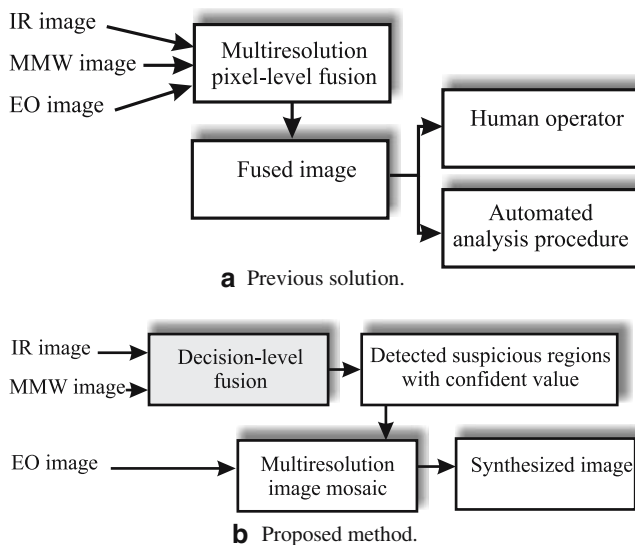 IR image
MMW image
EO image
Multiresolution
pixel-level fusion
Fused image
Human operator
Automated
analysis procedure
a Previous solution.
IR image
MMW image
Decision-level
fusion
Detected suspicious regions
with confident value
EO image
Multiresolution
image mosaic
Synthesized image
b Proposed method.